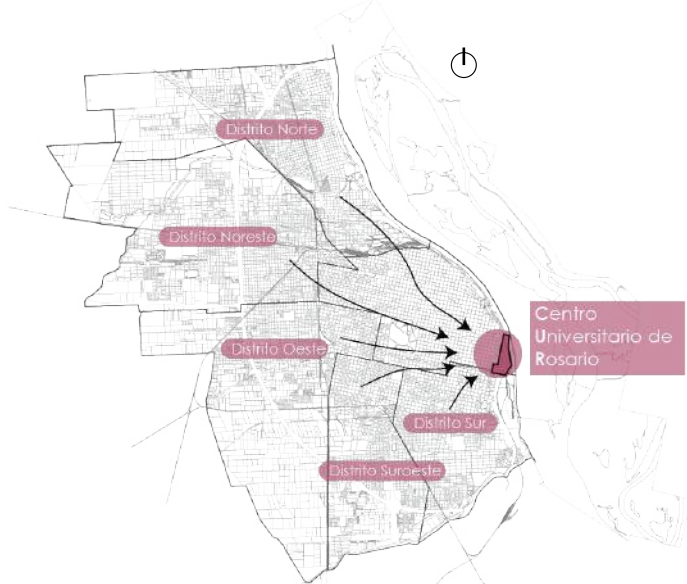 Distrito Norte
Distrito Noreste
Centro
Universitario de
Rosario
Distrito Oeste
Distrito Sur
Distrito Suroeste